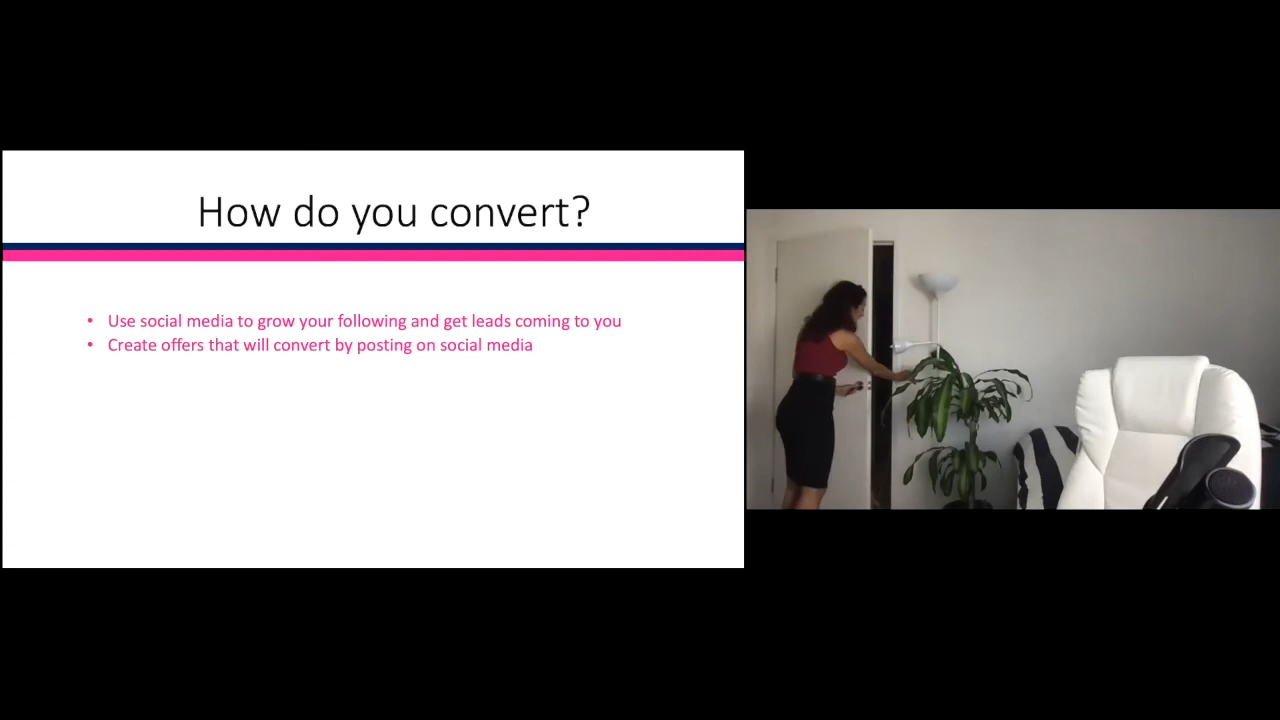 How do you convert?
• Use social media to grow your following and get leads coming to you
• Create offers that will convert by posting on social media